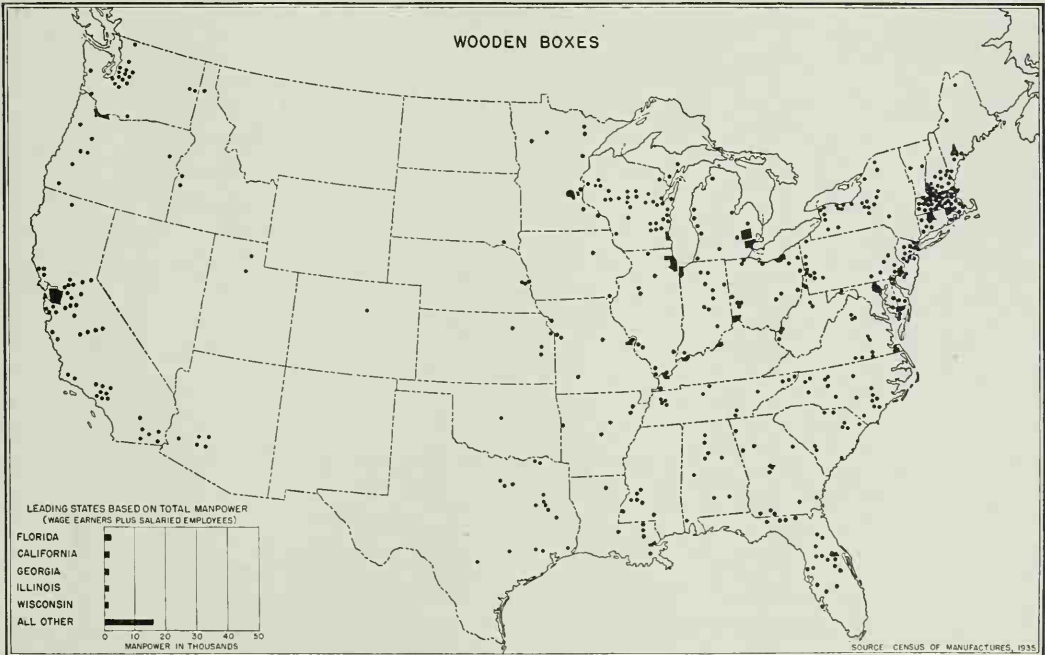 WOODEN BOXES
LEADING STATES BASED ON TOTAL MANPOWER
(WAGE EARNERS PLUS SALARIED EMPLOYEES)
FLORIDA
CALIFORNIA
GEORGIA
ILLINOIS
WISCONSIN
ALL OTHER
0 10 20 30 40 50
MANPOWER IN THOUSANDS
SOURCE: CENSUS OF MANUFACTURES, 1935